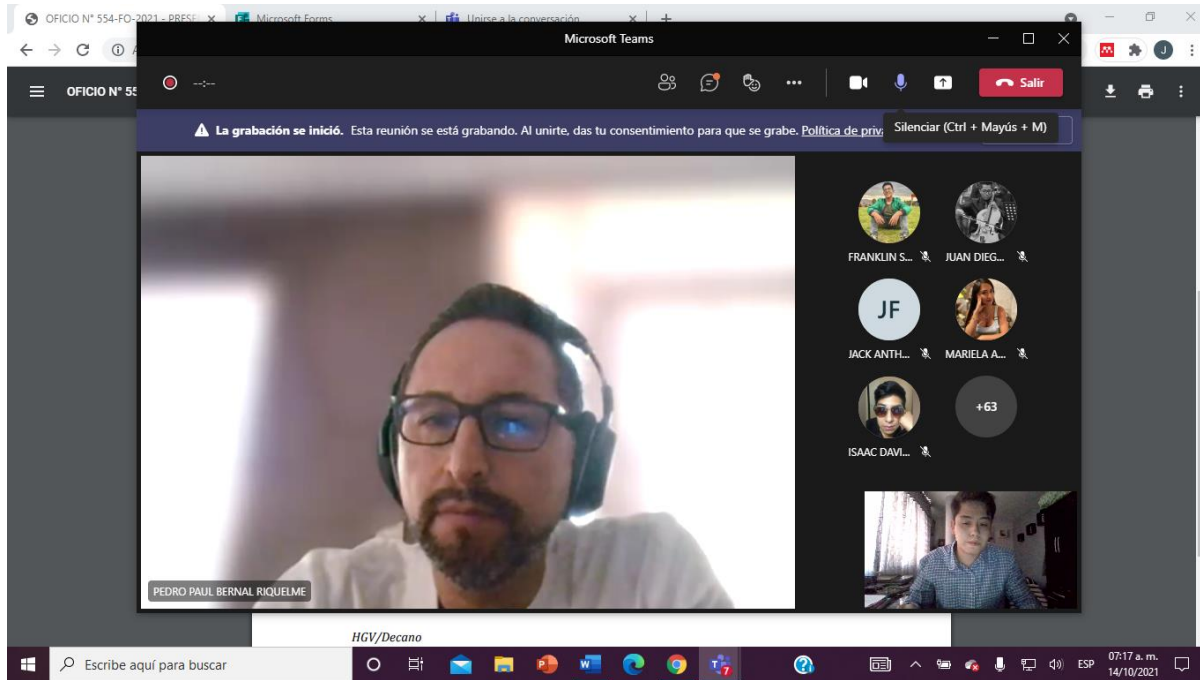 OFICIO N° 554-FO-2021 - PRESE
Microsoft Forms
Unirse a la conversación
J
OFICIO N° 55
Microsoft Teams
--:--
Salir
La grabación se inició. Esta reunión se está grabando. Al unirte, das tu consentimiento para que se grabe. Política de priva
Silenciar (Ctrl + Mayús + M)
FRANKLIN S...
JUAN DIEG...
JF
JACK ANTH...
MARIELA A...
ISAAC DAVI...
+63
PEDRO PAUL BERNAL RIQUELME
HGV/Decano
Escribe aquí para buscar
7
ESP
07:17 a. m.
14/10/2021